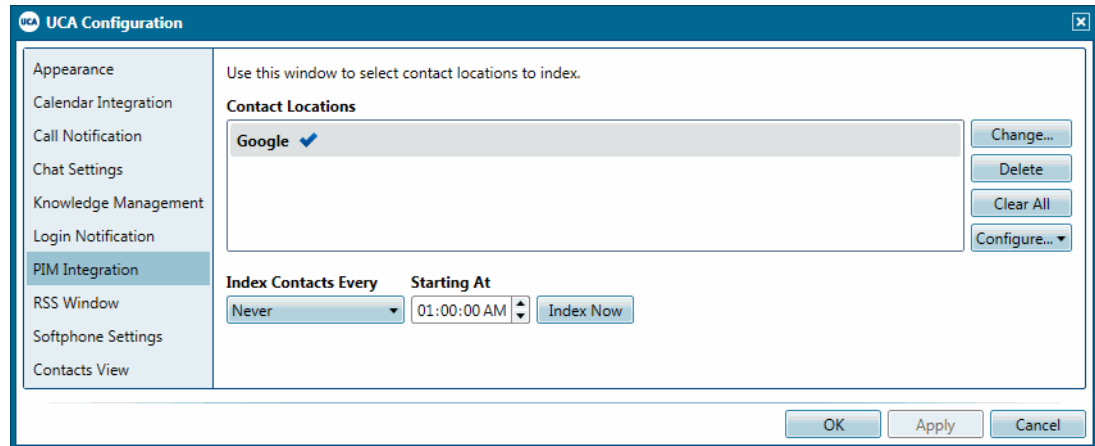 UCA UCA Configuration
Appearance
Calendar Integration
Call Notification
Chat Settings
Knowledge Management
Login Notification
PIM Integration
RSS Window
Softphone Settings
Contacts View
Use this window to select contact locations to index.
Contact Locations
Google
Change...
Delete
Clear All
Configure...
Index Contacts Every Starting At
Never 01:00:00 AM Index Now
OK Apply Cancel